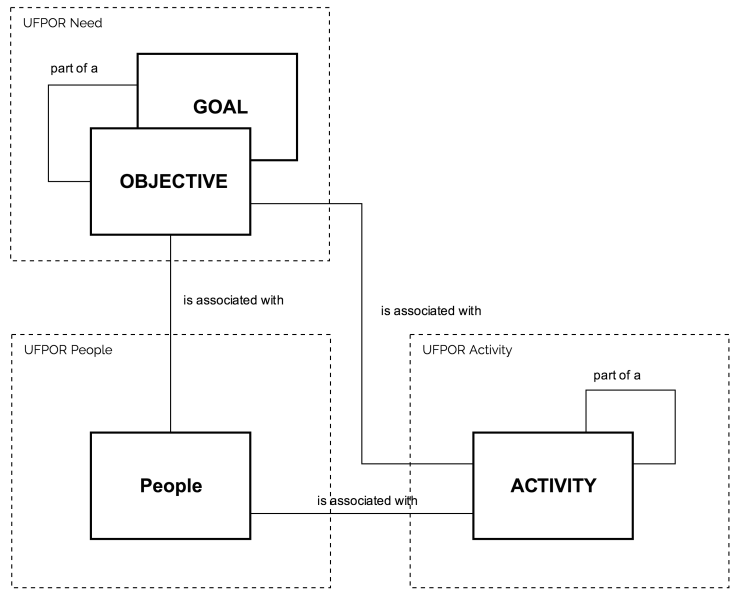 UFPOR Need
part of a
GOAL
OBJECTIVE
is associated with
is associated with
UFPOR People
UFPOR Activity
part of a
People
ACTIVITY
is associated with